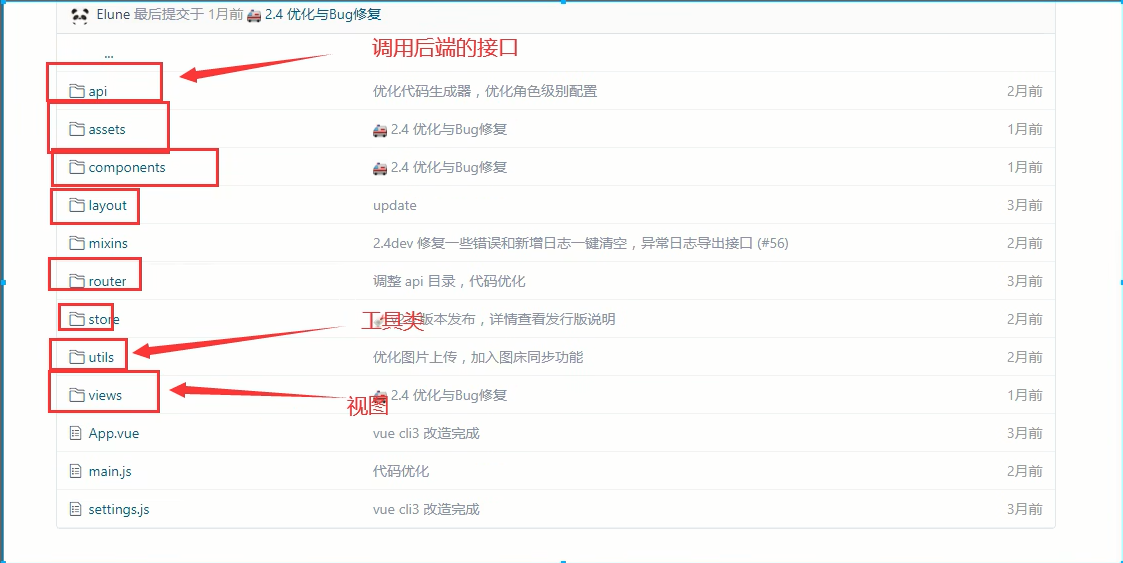 Elune 最后提交于 1月前 🚑 2.4 优化与Bug修复
...
调用后端的接口
api 优化代码生成器，优化角色级别配置 2月前
assets 🚑 2.4 优化与Bug修复 1月前
components 🚑 2.4 优化与Bug修复 1月前
layout update 3月前
mixins 2.4dev 修复一些错误和新增日志一键清空，异常日志导出接口 (#56) 2月前
router 调整 api 目录，代码优化 3月前
store 版本发布，详情查看发行版说明 2月前
工具类
utils 优化图片上传，加入图床同步功能 2月前
views 🚑 2.4 优化与Bug修复 1月前
视图
App.vue vue cli3 改造完成 3月前
main.js 代码优化 2月前
settings.js vue cli3 改造完成 3月前